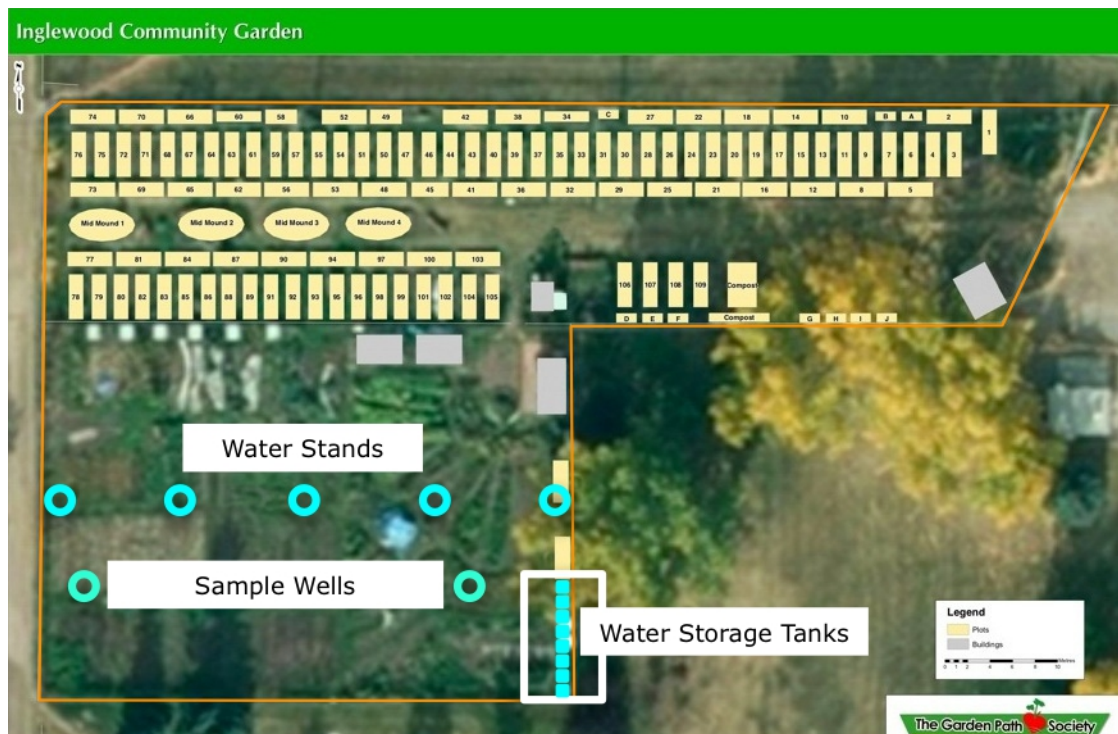 Inglewood Community Garden
N
74 70 66 60 58 52 49 42 38 34 C 27 22 18 14 10 B A 2 1
76 75 72 71 68 67 64 63 61 59 57 55 54 51 50 47 46 44 43 40 39 37 35 33 31 30 28 26 24 23 20 19 17 15 13 11 9 7 6 4 3
73 69 65 62 56 53 48 45 41 36 32 29 25 21 16 12 8 5
Mid Mound 1 Mid Mound 2 Mid Mound 3 Mid Mound 4
77 81 84 87 90 94 97 100 103
78 79 80 82 83 85 86 88 89 91 92 93 95 96 98 99 101 102 104 105
106 107 108 109 Compost
D E F Compost G H I J
Water Stands
Sample Wells
Water Storage Tanks
Legend
Plots
Buildings
0 1 2 4 6 8 10 Metres
The Garden Path Society